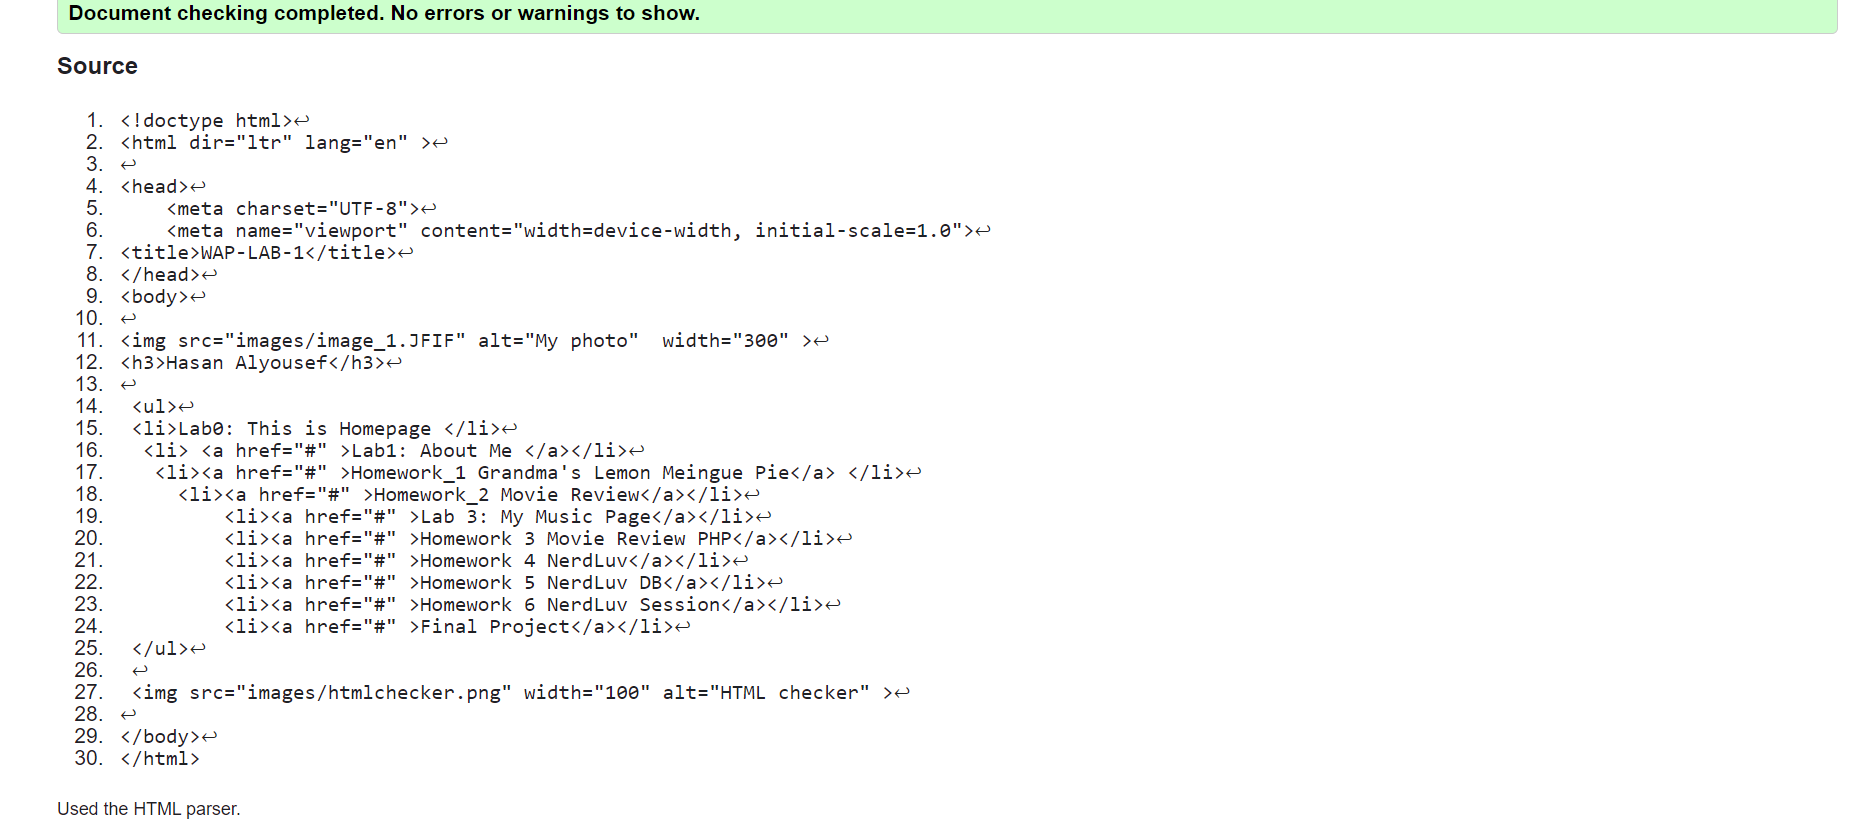 Document checking completed. No errors or warnings to show.
Source
1. <!doctype html>↩
2. <html dir="ltr" lang="en" >↩
3. ↩
4. <head>↩
5.     <meta charset="UTF-8">↩
6.     <meta name="viewport" content="width=device-width, initial-scale=1.0">↩
7. <title>WAP-LAB-1</title>↩
8. </head>↩
9. <body>↩
10. ↩
11. <img src="images/image_1.JFIF" alt="My photo"  width="300" >↩
12. <h3>Hasan Alyousef</h3>↩
13. ↩
14.  <ul>↩
15.  <li>Lab0: This is Homepage </li>↩
16.   <li> <a href="#" >Lab1: About Me </a></li>↩
17.    <li><a href="#" >Homework_1 Grandma's Lemon Meingue Pie</a> </li>↩
18.      <li><a href="#" >Homework_2 Movie Review</a></li>↩
19.          <li><a href="#" >Lab 3: My Music Page</a></li>↩
20.          <li><a href="#" >Homework 3 Movie Review PHP</a></li>↩
21.          <li><a href="#" >Homework 4 NerdLuv</a></li>↩
22.          <li><a href="#" >Homework 5 NerdLuv DB</a></li>↩
23.          <li><a href="#" >Homework 6 NerdLuv Session</a></li>↩
24.          <li><a href="#" >Final Project</a></li>↩
25.  </ul>↩
26.  ↩
27.  <img src="images/htmlchecker.png" width="100" alt="HTML checker" >↩
28. ↩
29. </body>↩
30. </html>
Used the HTML parser.